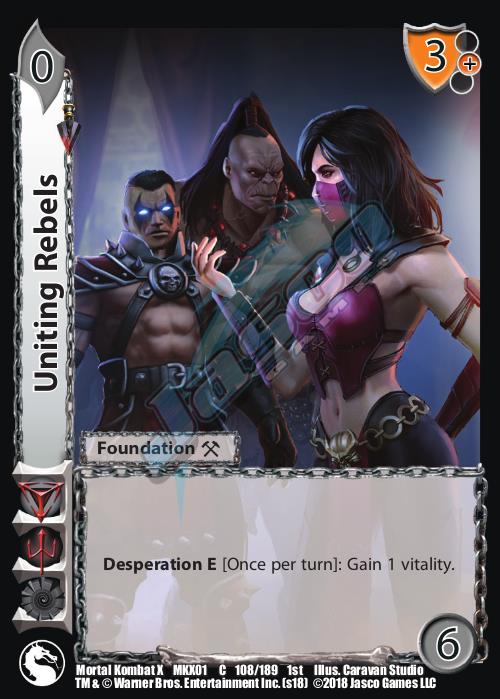 0
3
+
Uniting Rebels
Foundation
Desperation E [Once per turn]: Gain 1 vitality.
6
Mortal Kombat X MKX01 C 108/189 1st Illus. Caravan Studio
TM & © Warner Bros. Entertainment Inc. (s18) ©2018 Jasco Games LLC